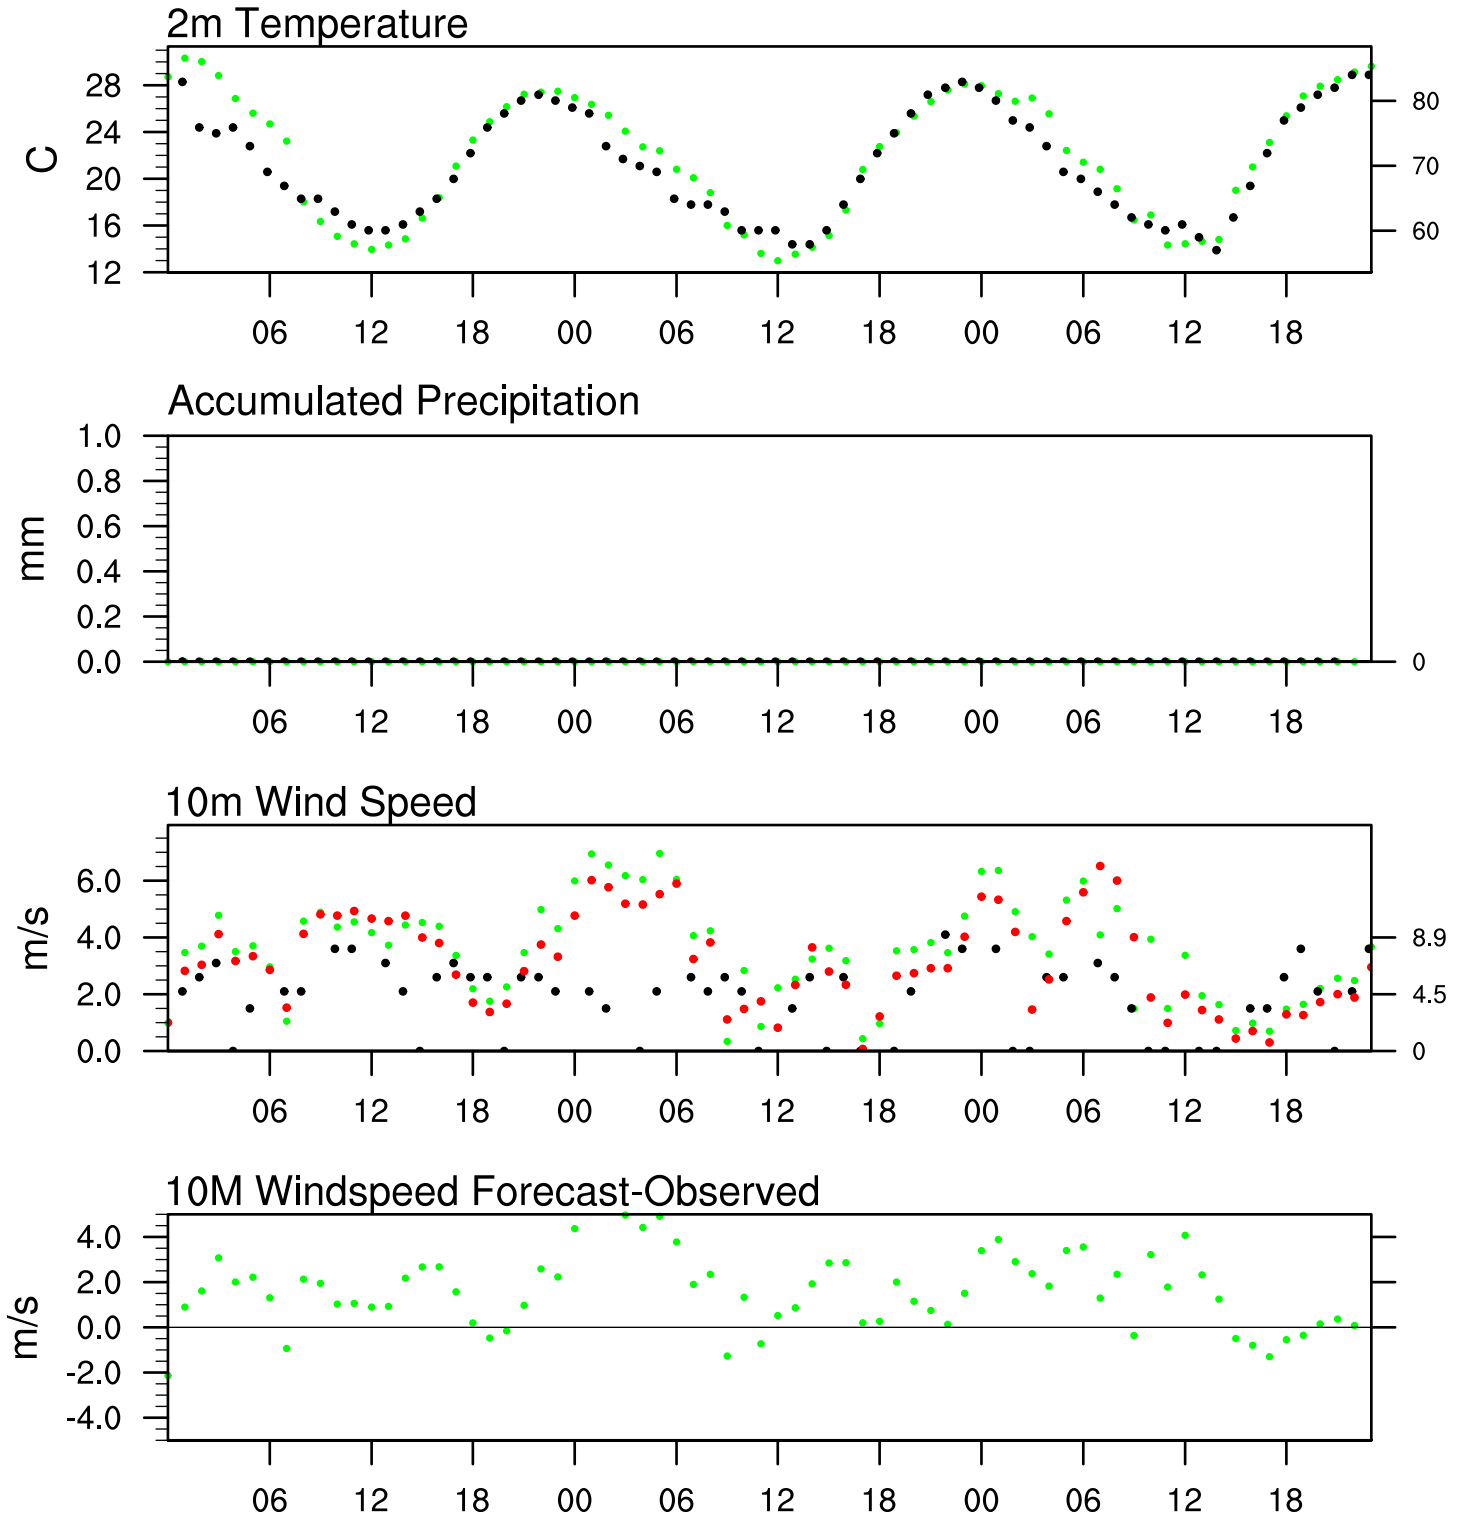 2m Temperature
28 80
24
C
20 70
16 60
12
06 12 18 00 06 12 18 00 06 12 18
Accumulated Precipitation
1.0
0.8
0.6
mm
0.4
0.2
0.0 0
06 12 18 00 06 12 18 00 06 12 18
10m Wind Speed
6.0
4.0 8.9
m/s
2.0 4.5
0.0 0
06 12 18 00 06 12 18 00 06 12 18
10M Windspeed Forecast-Observed
4.0
2.0
0.0
m/s
-2.0
-4.0
06 12 18 00 06 12 18 00 06 12 18